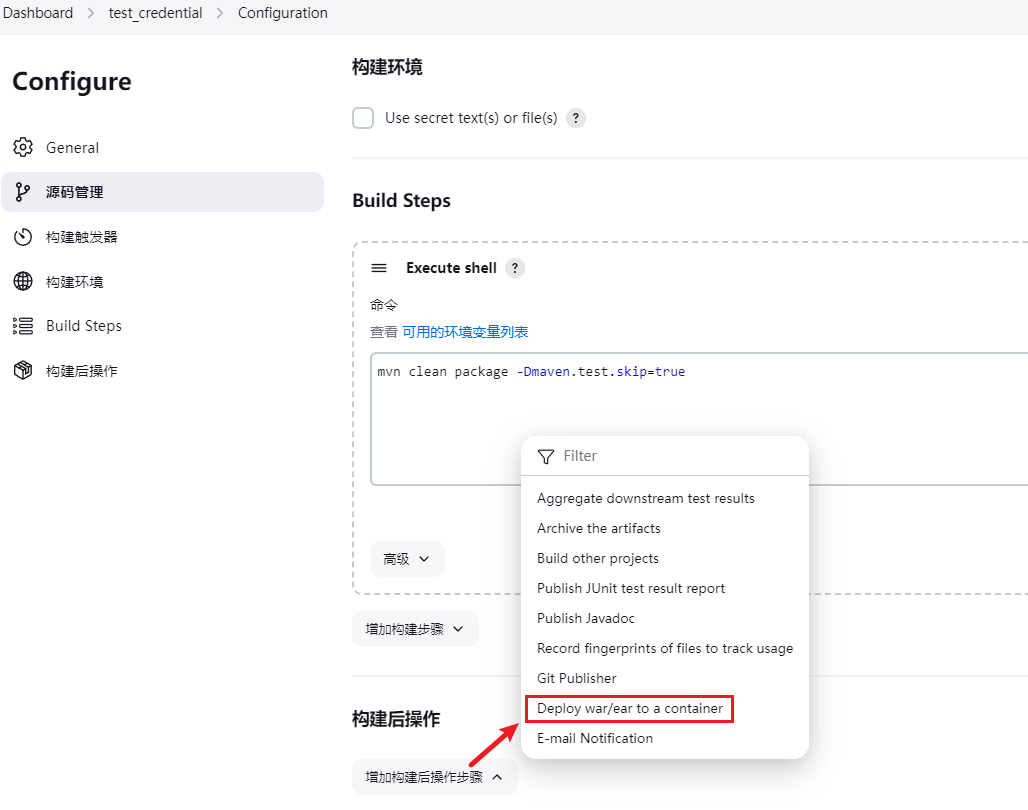 Dashboard > test_credential > Configuration
Configure
General
源码管理
构建触发器
构建环境
Build Steps
构建后操作
构建环境
Use secret text(s) or file(s) ?
Build Steps
Execute shell ?
命令
查看 可用的环境变量列表
mvn clean package -Dmaven.test.skip=true
高级
增加构建步骤
构建后操作
增加构建后操作步骤
Filter
Aggregate downstream test results
Archive the artifacts
Build other projects
Publish JUnit test result report
Publish Javadoc
Record fingerprints of files to track usage
Git Publisher
Deploy war/ear to a container
E-mail Notification